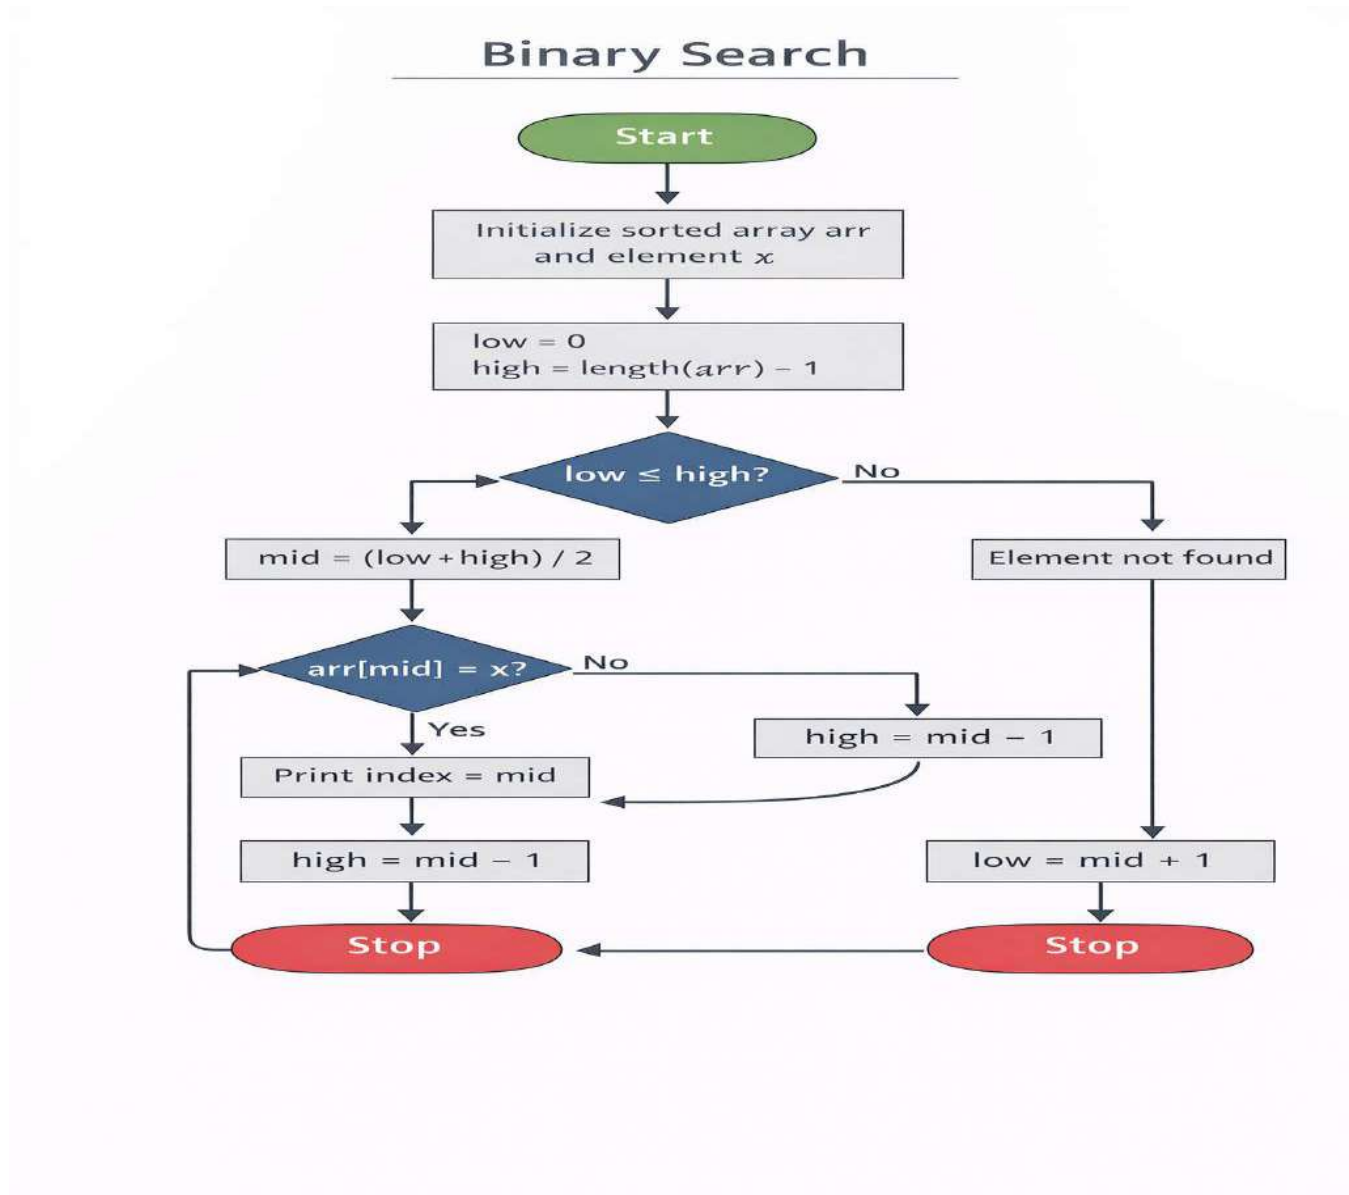 Binary Search
Start
Initialize sorted array arr
and element x
low = 0
high = length(arr) – 1
low ≤ high?
No
mid = (low + high) / 2
Element not found
arr[mid] = x?
No
Yes
high = mid – 1
Print index = mid
high = mid – 1
low = mid + 1
Stop
Stop